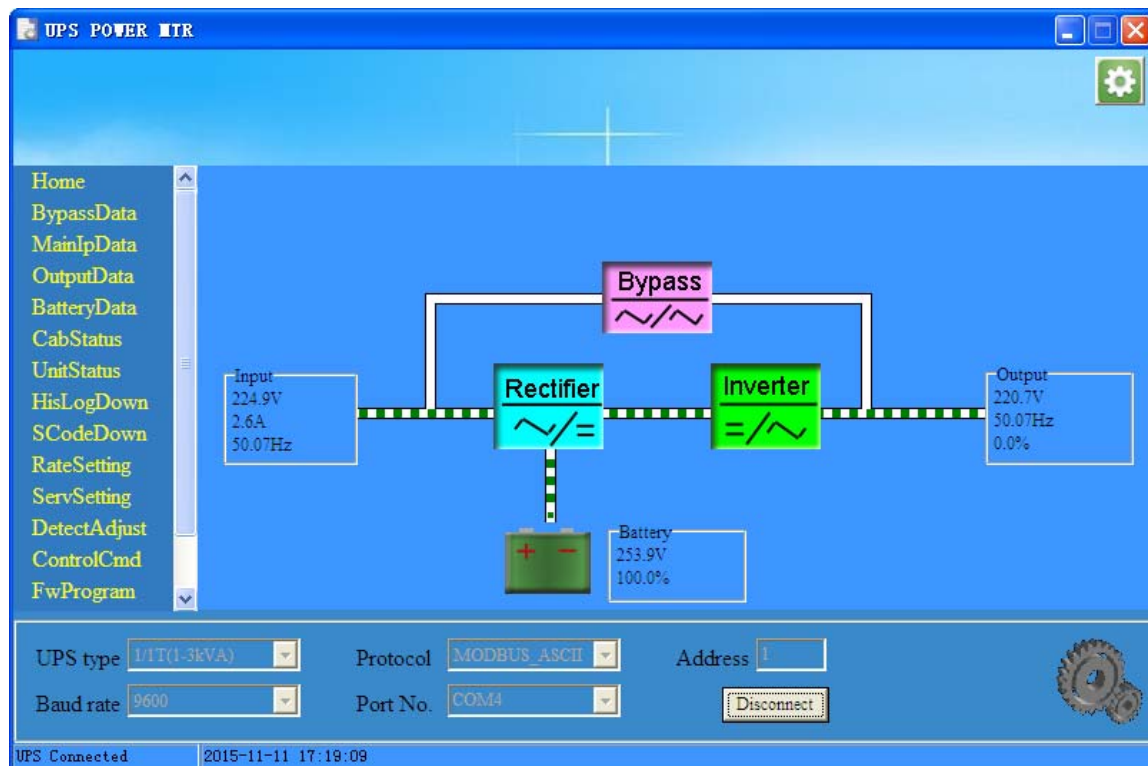 UPS POWER MTR
Home
BypassData
MainIpData
OutputData
BatteryData
CabStatus
UnitStatus
HisLogDown
SCodeDown
RateSetting
ServSetting
DetectAdjust
ControlCmd
FwProgram
Bypass
Input
224.9V
2.6A
50.07Hz
Rectifier
Inverter
Output
220.7V
50.07Hz
0.0%
Battery
253.9V
100.0%
UPS type 1/1T(1-3kVA) Protocol MODBUS_ASCII Address 1
Baud rate 9600 Port No. COM4 Disconnect
UPS Connected 2015-11-11 17:19:09